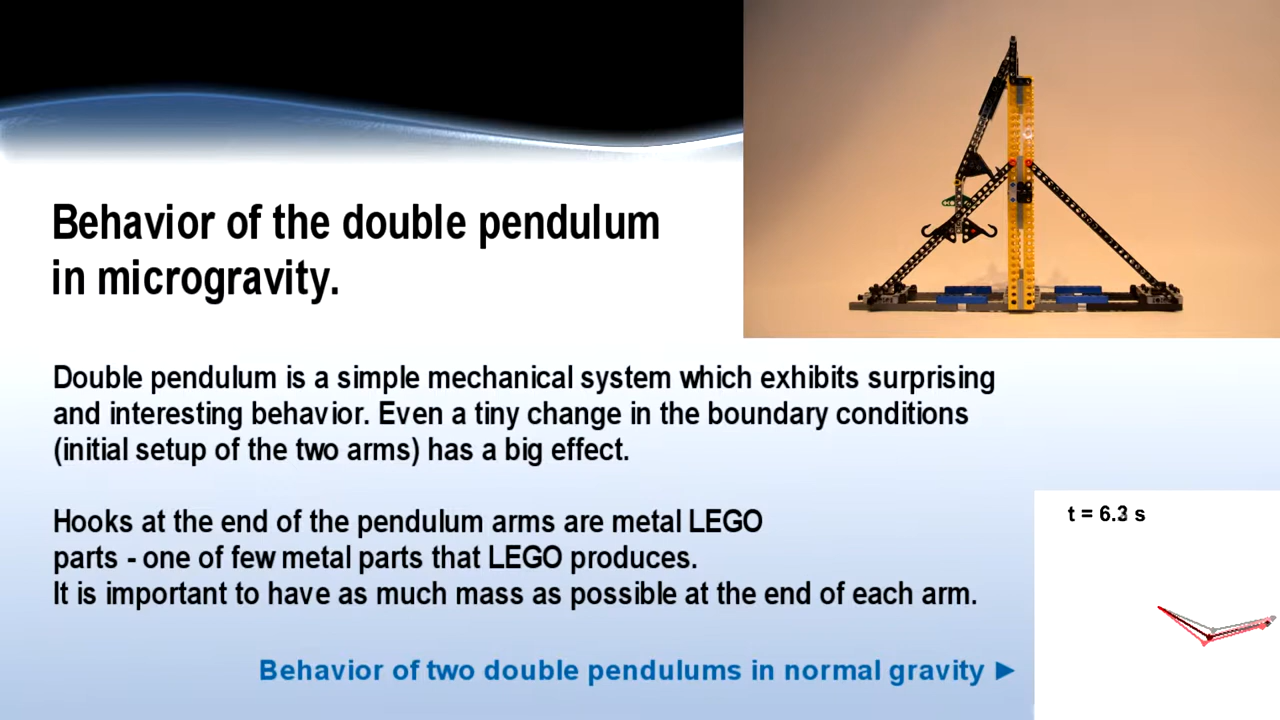 Behavior of the double pendulum
in microgravity.
Double pendulum is a simple mechanical system which exhibits surprising
and interesting behavior. Even a tiny change in the boundary conditions
(initial setup of the two arms) has a big effect.
Hooks at the end of the pendulum arms are metal LEGO
parts - one of few metal parts that LEGO produces.
It is important to have as much mass as possible at the end of each arm.
t = 6.3 s
Behavior of two double pendulums in normal gravity ►